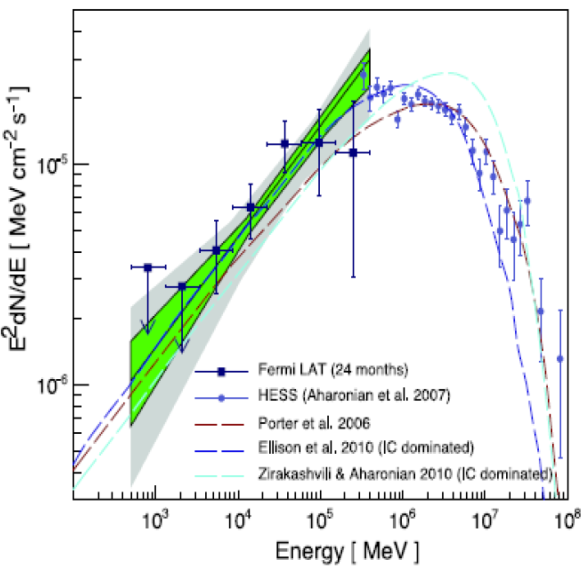 E²dN/dE [ MeV cm⁻² s⁻¹]
10⁻⁵
10⁻⁶
Fermi LAT (24 months)
HESS (Aharonian et al. 2007)
Porter et al. 2006
Ellison et al. 2010 (IC dominated)
Zirakashvili & Aharonian 2010 (IC dominated)
10³ 10⁴ 10⁵ 10⁶ 10⁷ 10⁸
Energy [ MeV ]